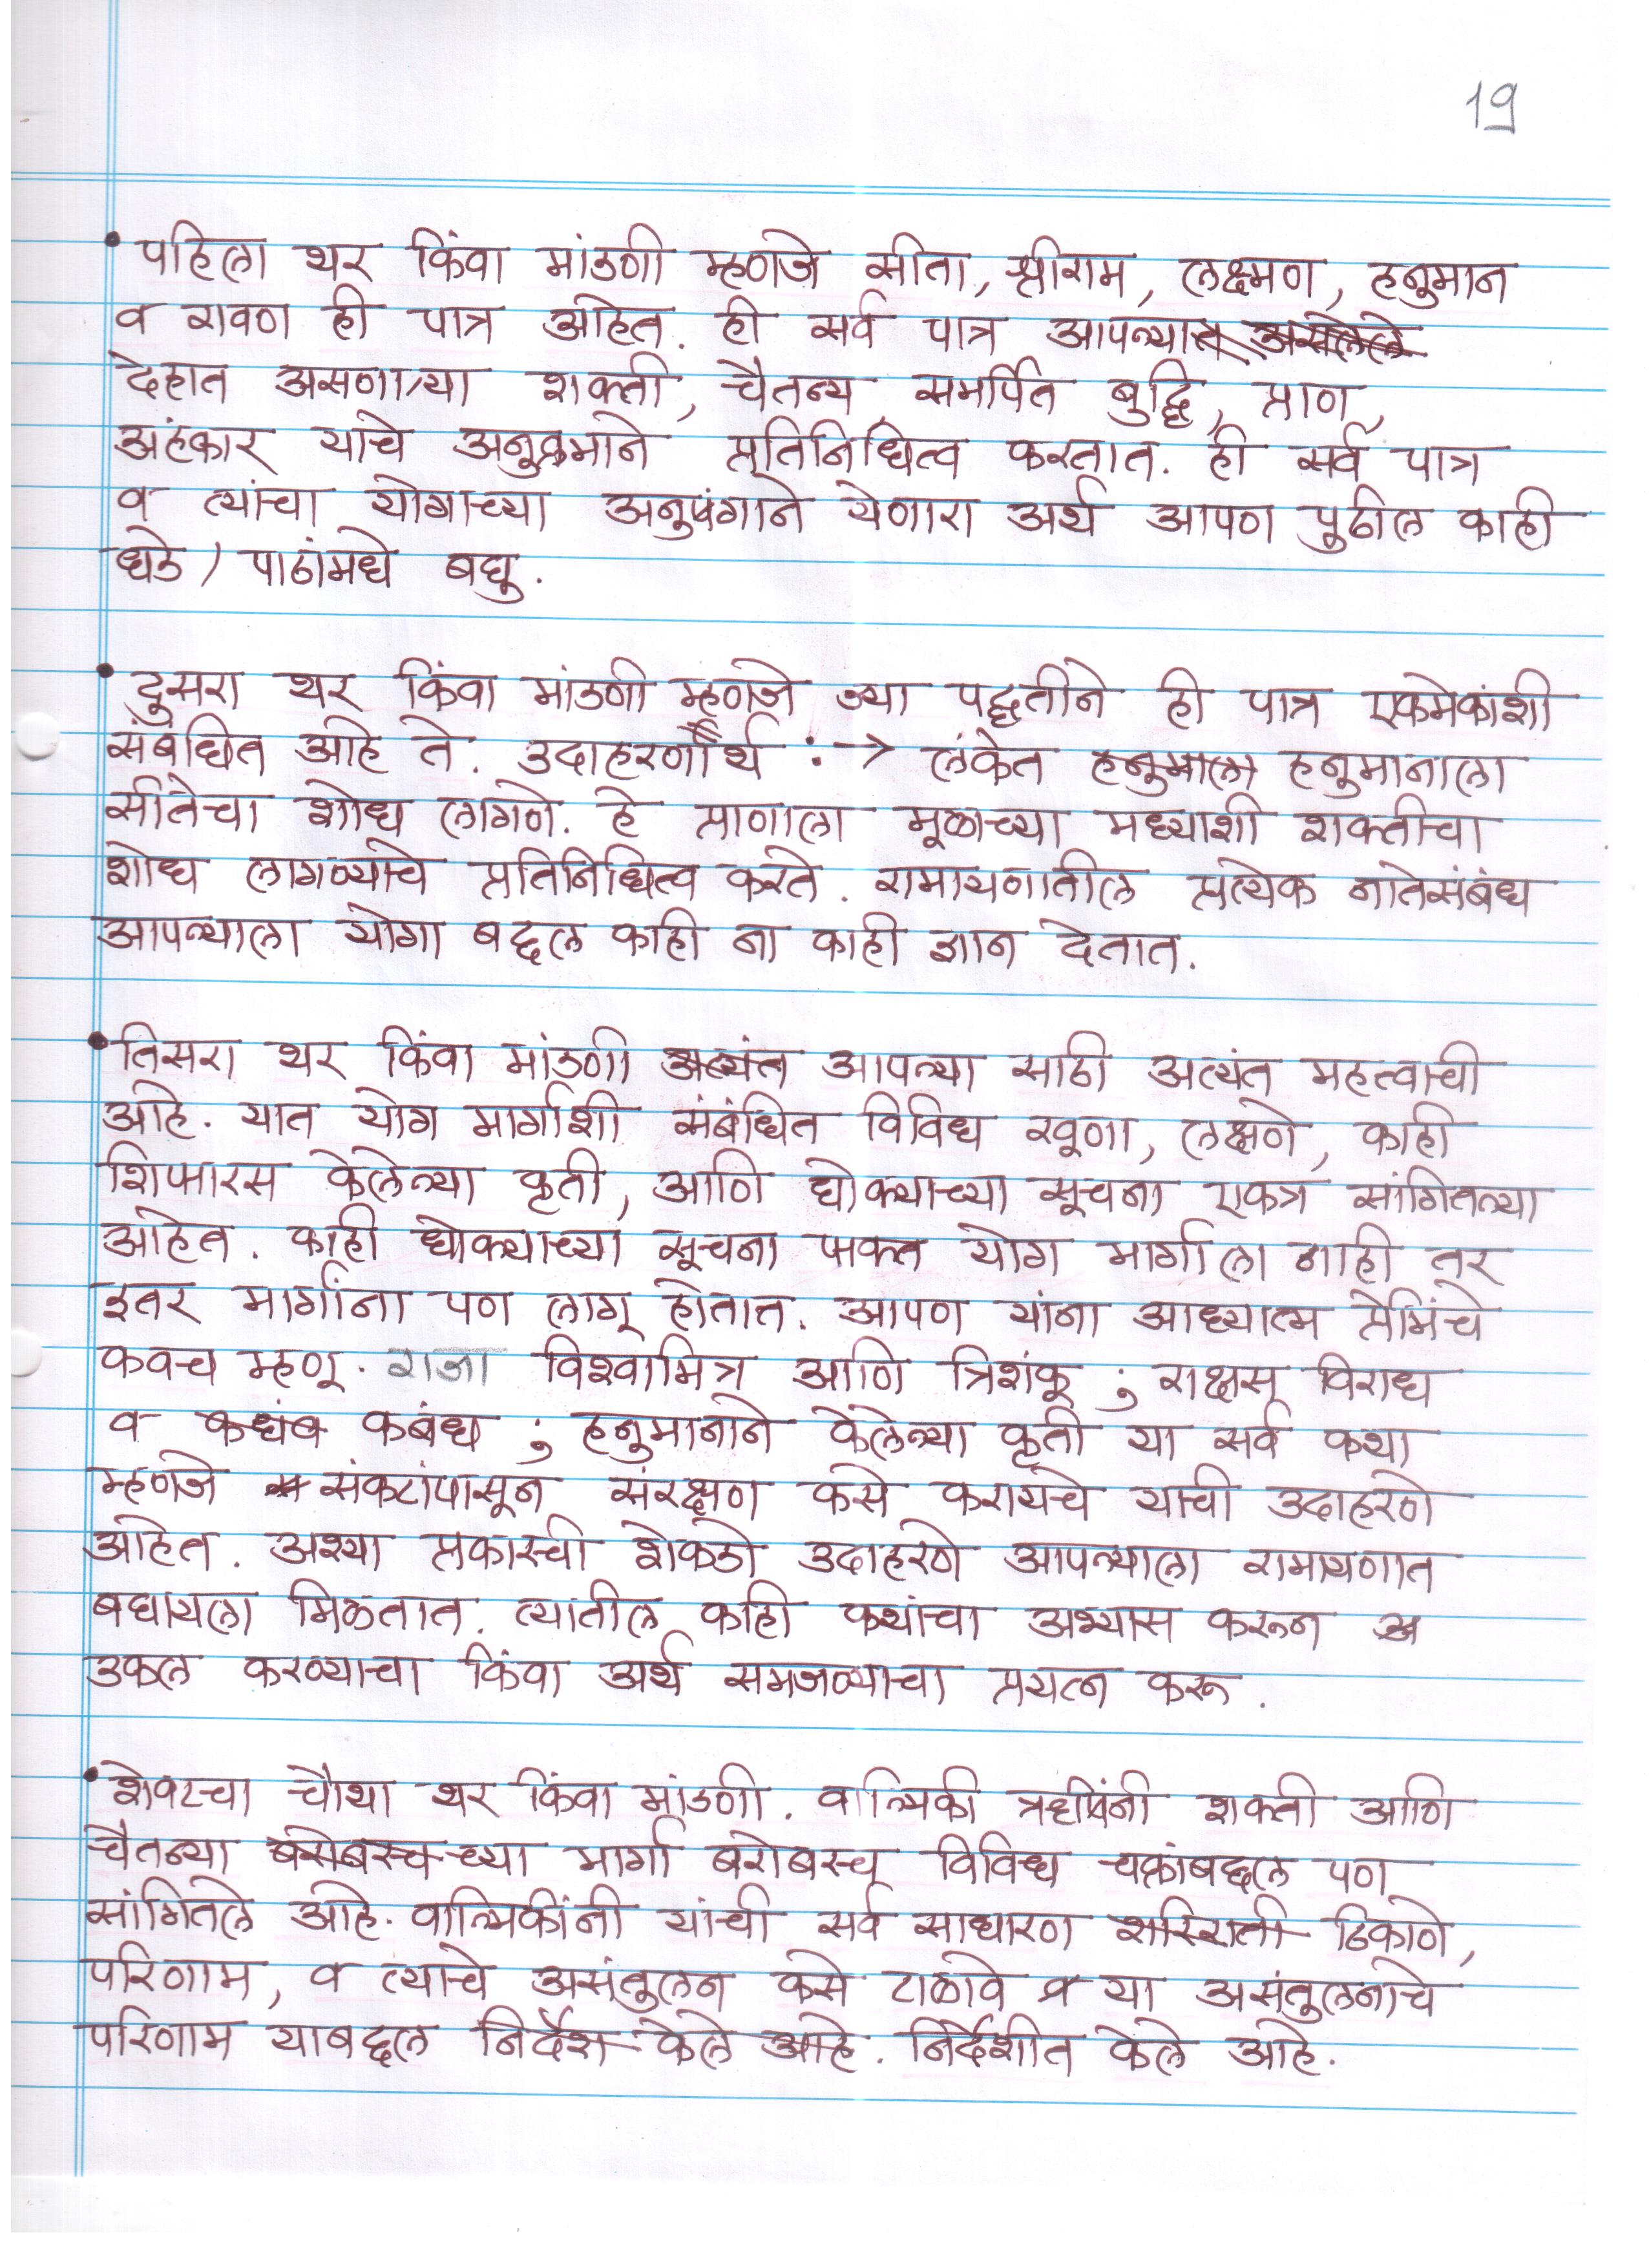 19
• पहिला थर किंवा मांडणी म्हणजे सीता, श्रीराम, लक्ष्मण, हनुमान
व रावण ही पात्र आहेत. ही सर्व पात्र आपल्यात असलेले
देहात असणाऱ्या शक्ती, चैतन्य, समर्पित बुद्धि, प्राण,
अहंकार यांचे अनुक्रमाने प्रतिनिधित्व करतात. ही सर्व पात्र
व त्यांचा योगाच्या अनुषंगाने येणारा अर्थ आपण पुढील काही
धडे / पाठांमधे बघु.
• दुसरा थर किंवा मांडणी म्हणजे ज्या पद्धतीने ही पात्र एकमेकांशी
संबंधित आहे ते. उदाहरणार्थ :→ लंकेत हनुमाला हनुमानाला
सीतेचा शोध लागणे. हे प्राणाला मूळाच्या मध्याशी शक्तीचा
शोध लागण्याचे प्रतिनिधित्व करते. रामायणातील प्रत्येक नातेसंबंध
आपल्याला योगा बद्दल काही ना काही ज्ञान देतात.
• तिसरा थर किंवा मांडणी अत्यंत आपल्या साठी अत्यंत महत्वाची
आहे. यात योग मार्गाशी संबंधित विविध खूणा, लक्षणे, काही
शिफारस केलेल्या कृती, आणि धोक्याच्या सूचना एकत्र सांगितल्या
आहेत. काही धोक्याच्या सूचना फक्त योग मार्गाला नाही तर
इतर मार्गांना पण लागू होतात. आपण यांना आध्यात्म प्रेमिंचे
कवच म्हणू. राजा विश्वामित्र आणि त्रिशंकू ; राक्षस विराध
व कधंब कबंध ; हनुमानाने केलेल्या कृती या सर्व कथा
म्हणजे संकटांपासून संरक्षण कसे करायचे याची उदाहरणे
आहेत. अश्या प्रकारची शेकडो उदाहरणे आपल्याला रामायणात
बघायला मिळतात. त्यातील काही कथांचा अभ्यास करून
उकल करण्याचा किंवा अर्थ समजण्याचा प्रयत्न करू.
• शेवटचा चौथा थर किंवा मांडणी. वाल्मिकी ऋषिंनी शक्ती आणि
चैतन्या बरोबरच च्या मार्गा बरोबरच विविध चक्रांबद्दल पण
सांगितले आहे. वाल्मिकींनी यांची सर्व साधारण शरिराती ठिकाणे,
परिणाम, व त्याचे असंतुलन कसे टाळावे व या असंतुलनाचे
परिणाम याबद्दल निर्देश केले आहे. निर्देशीत केले आहे.